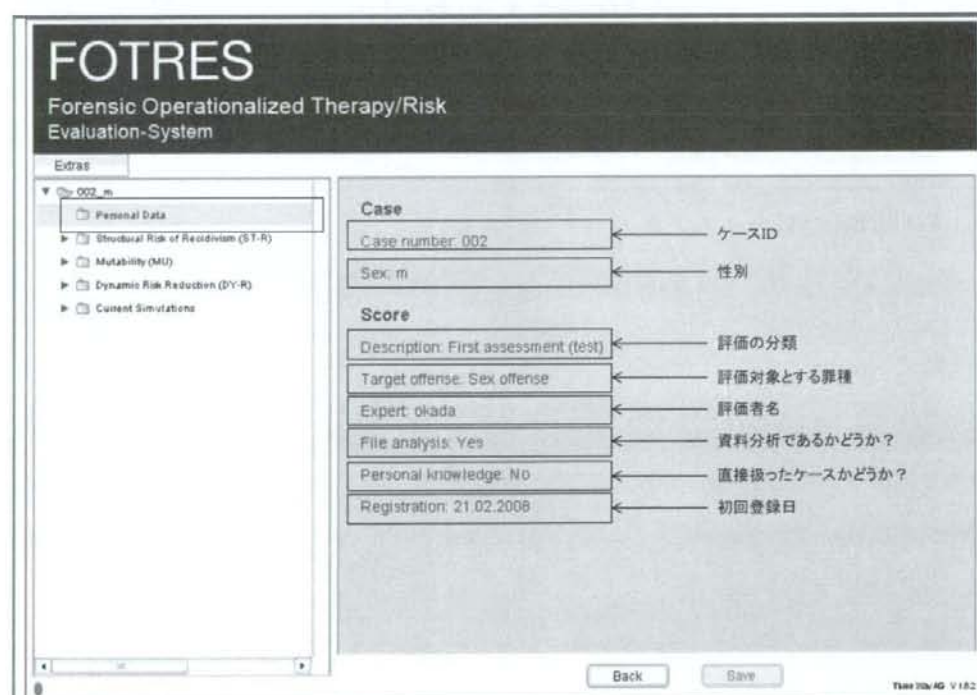 FOTRES
Forensic Operationalized Therapy/Risk
Evaluation-System
Extras
002_m
Personal Data
Structural Risk of Recidivism (ST-R)
Mutability (MU)
Dynamic Risk Reduction (DY-R)
Current Simulations
Case
Case number: 002 ケースID
Sex: m 性別
Score
Description: First assessment (test) 評価の分類
Target offense: Sex offense 評価対象とする罪種
Expert: okada 評価者名
File analysis: Yes 資料分析であるかどうか？
Personal knowledge: No 直接扱ったケースかどうか？
Registration: 21.02.2008 初回登録日
Back Save